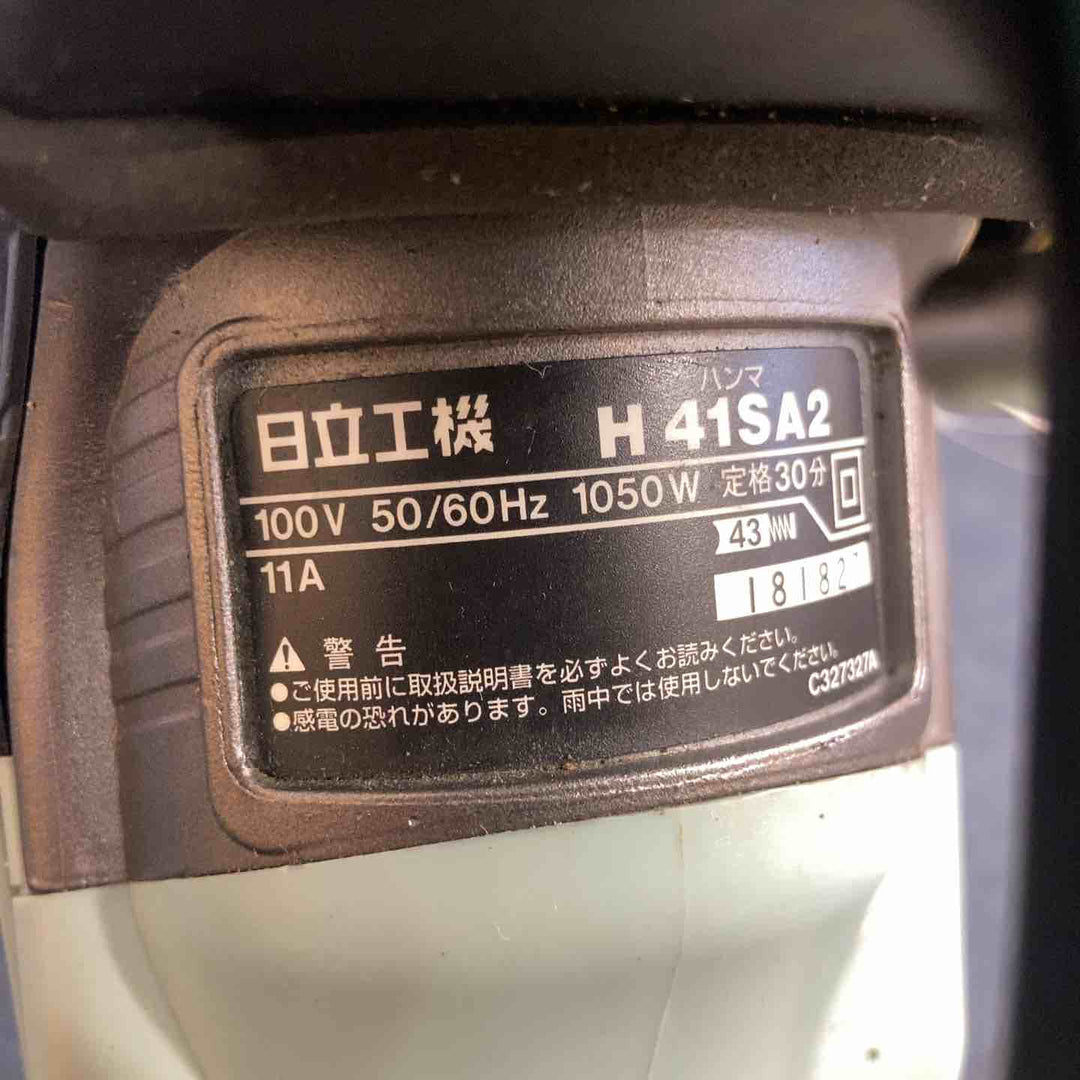 ハンマ
日立工機 H 41SA2
100V 50/60Hz 1050W 定格30分
11A
43
181827
⚠ 警告
●ご使用前に取扱説明書を必ずよくお読みください。
●感電の恐れがあります。雨中では使用しないでください。
C327327A